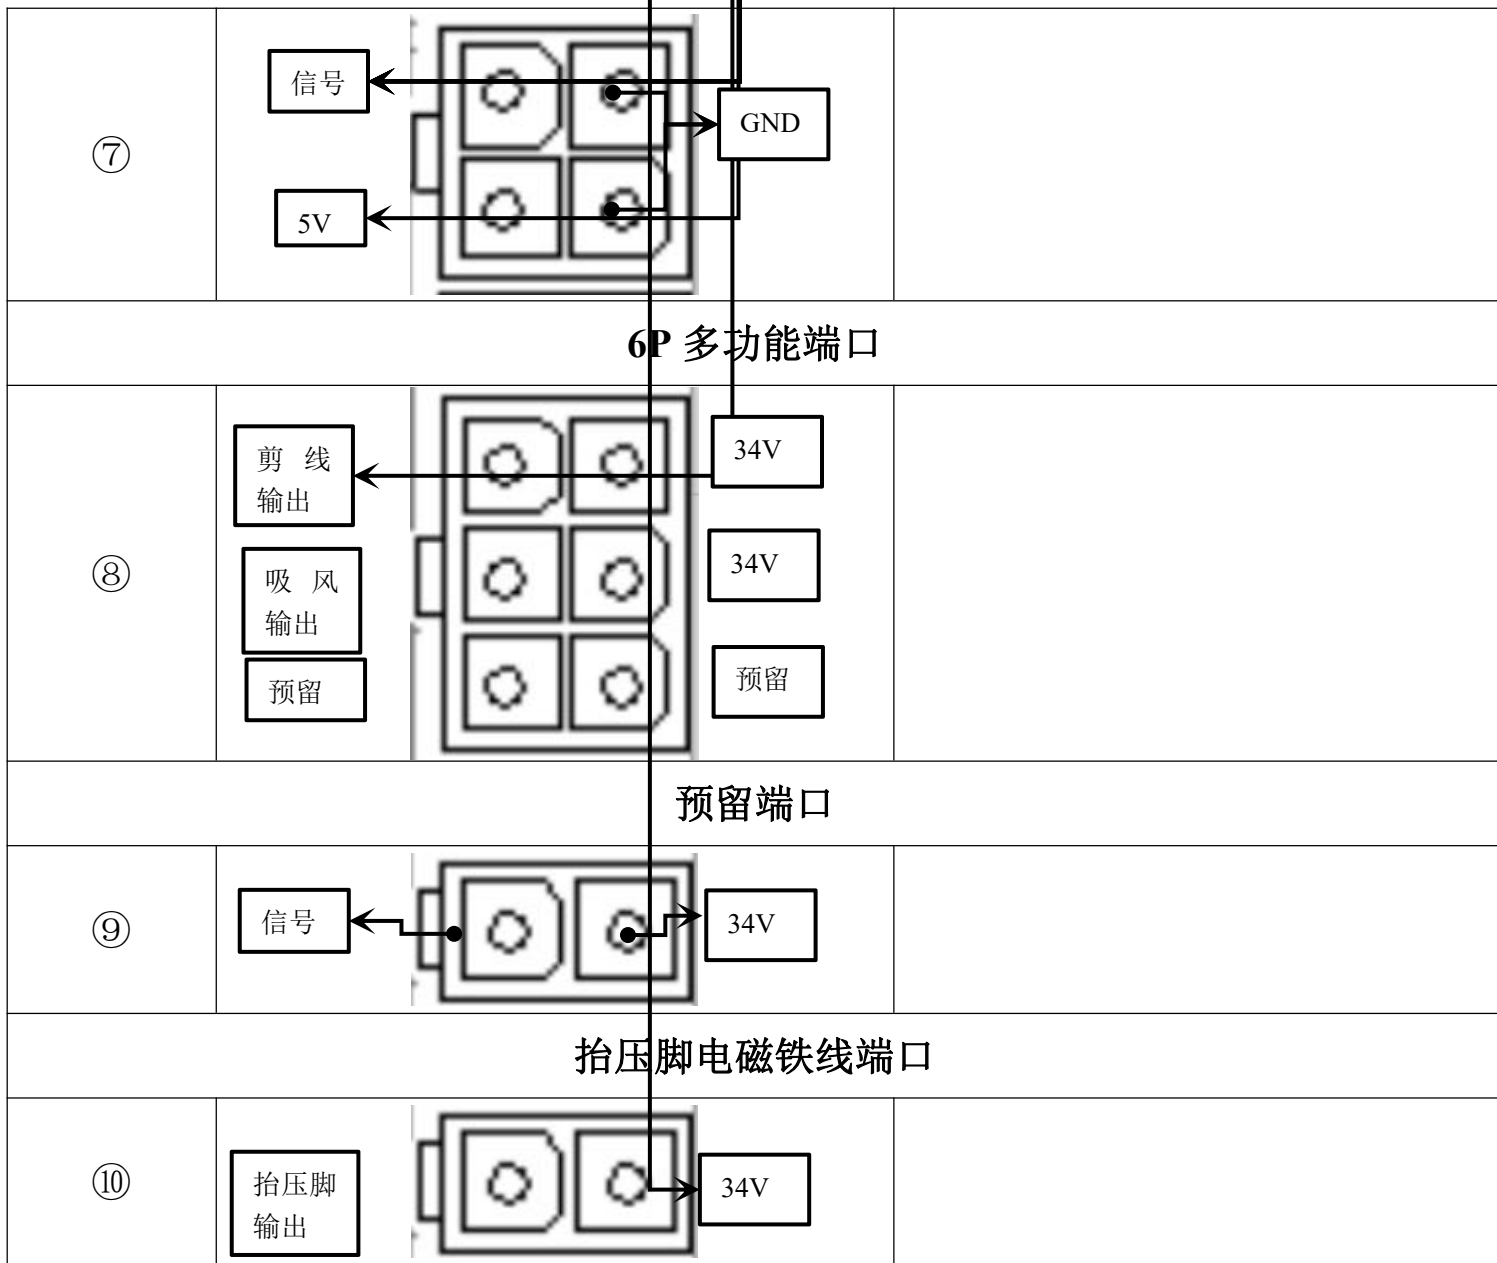 ⑦
信号
GND
5V
6P 多功能端口
⑧
剪 线
输出
34V
吸 风
输出
34V
预留
预留
预留端口
⑨
信号
34V
抬压脚电磁铁线端口
⑩
抬压脚
输出
34V